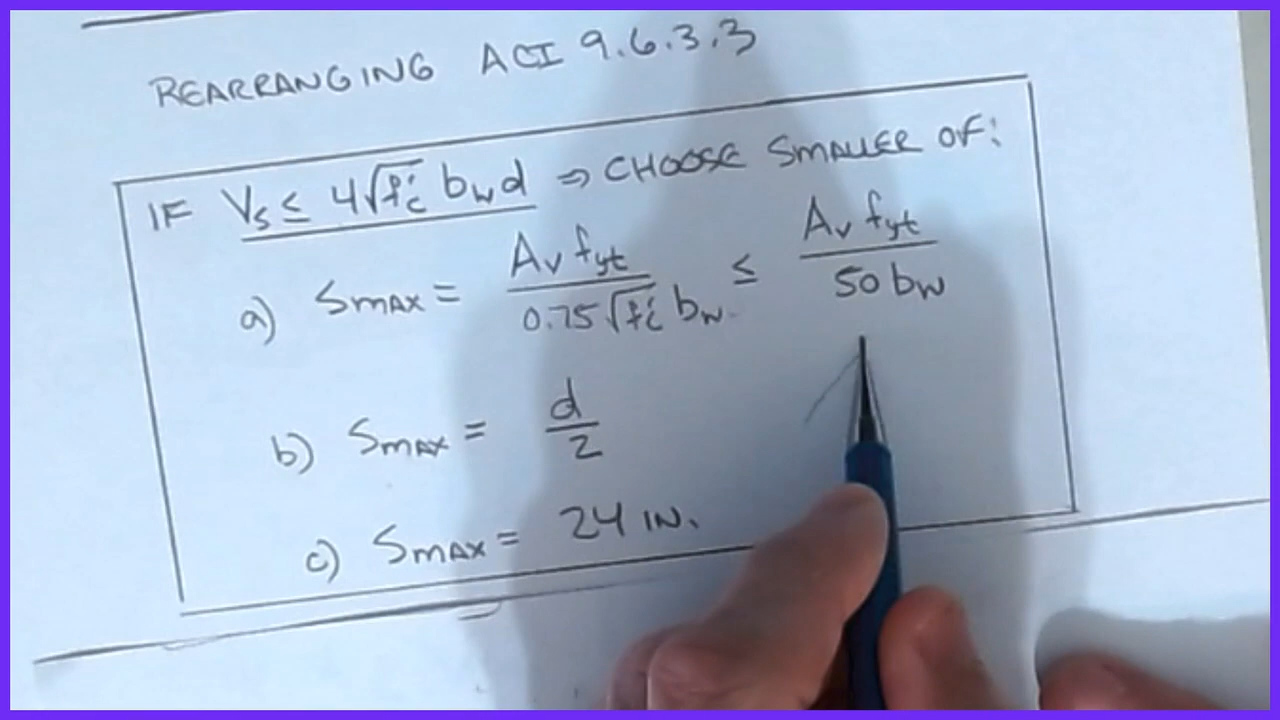 REARRANGING ACI 9.6.3.3
IF Vs ≤ 4√f'c bw d ⇒ CHOOSE SMALLER OF:
a) SMAX = Av fyt / 0.75√f'c bw ≤ Av fyt / 50 bw
b) SMAX = d / 2
c) SMAX = 24 IN.